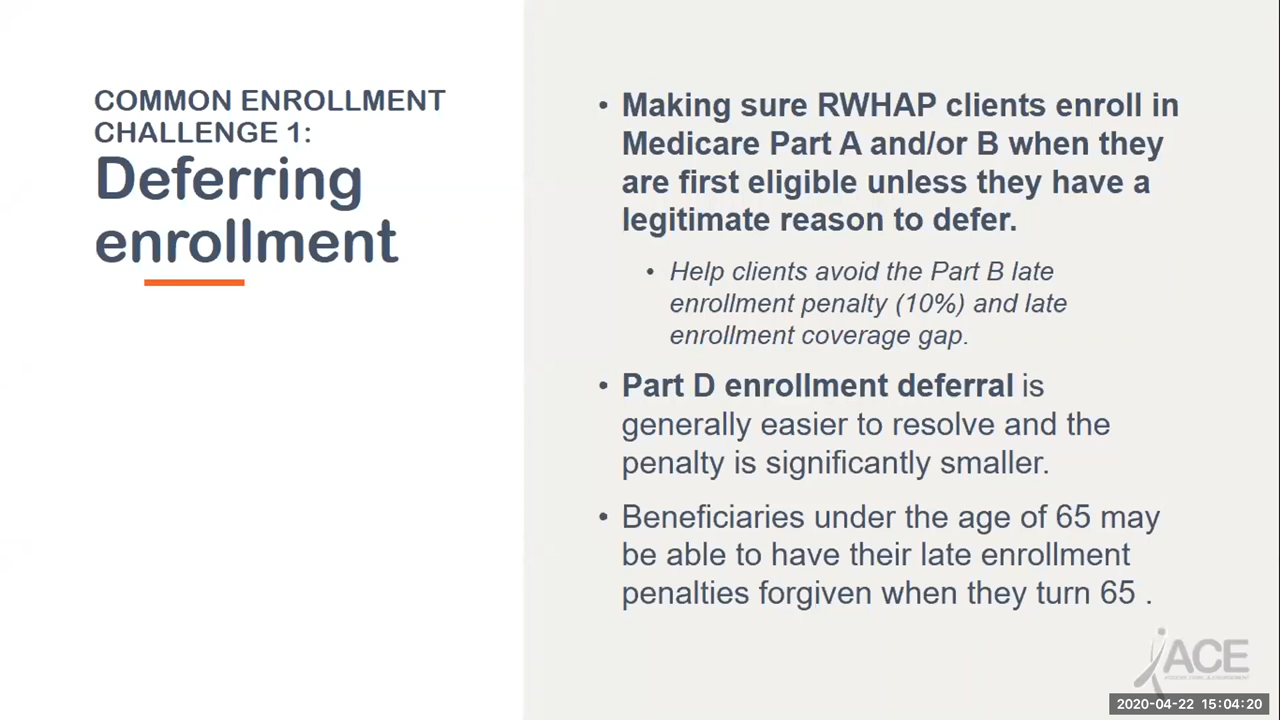 COMMON ENROLLMENT
CHALLENGE 1:
Deferring
enrollment
• Making sure RWHAP clients enroll in
Medicare Part A and/or B when they
are first eligible unless they have a
legitimate reason to defer.
• Help clients avoid the Part B late
enrollment penalty (10%) and late
enrollment coverage gap.
• Part D enrollment deferral is
generally easier to resolve and the
penalty is significantly smaller.
• Beneficiaries under the age of 65 may
be able to have their late enrollment
penalties forgiven when they turn 65 .
ACE
2020-04-22 15:04:20